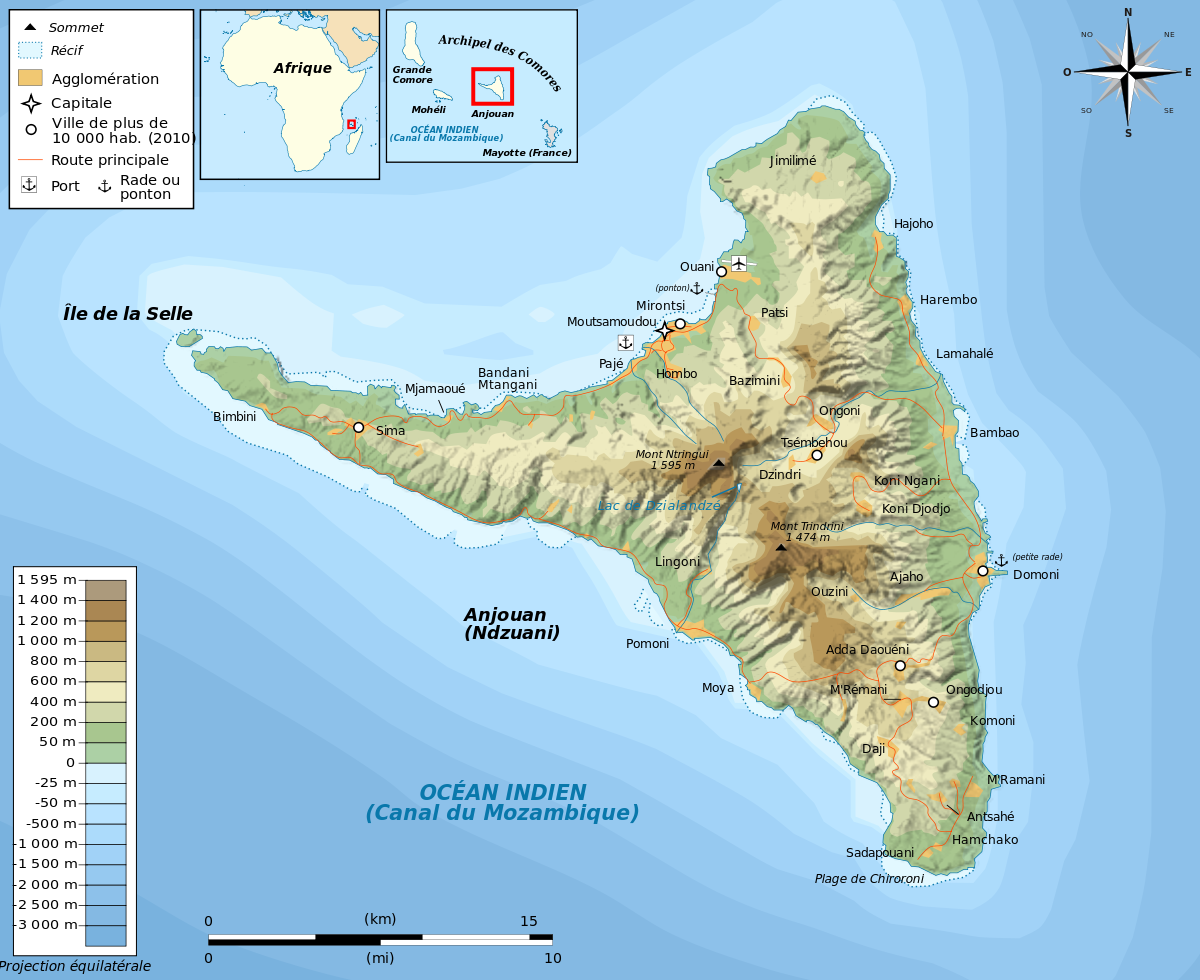 Sommet
Récif
Agglomération
Capitale
Ville de plus de
10 000 hab. (2010)
Route principale
Port
Rade ou
ponton
Afrique
Archipel des Comores
Grande
Comore
Mohéli
Anjouan
OCÉAN INDIEN
(Canal du Mozambique)
Mayotte (France)
N
NO
NE
O
E
SO
SE
S
Jimilimé
Hajoho
Ouani
(ponton)
Harembo
Mirontsi
Île de la Selle
Patsi
Moutsamoudou
Lamahalé
Pajé
Hombo
Bandani
Mtangani
Bazimini
Mjamaoué
Ongoni
Bimbini
Sima
Bambao
Tsémbehou
Mont Ntringui
1 595 m
Dzindri
Koni Ngani
Lac de Dzialandzé
Koni Djodjo
Mont Trindrini
1 474 m
(petite rade)
Lingoni
Ajaho
Domoni
Ouzini
Anjouan
(Ndzuani)
Pomoni
Adda Daouéni
Moya
M'Rémani
Ongodjou
Komoni
Daji
M'Ramani
OCÉAN INDIEN
(Canal du Mozambique)
Antsahé
Hamchako
Sadapouani
Plage de Chiroroni
1 595 m
1 400 m
1 200 m
1 000 m
800 m
600 m
400 m
200 m
50 m
0
-25 m
-50 m
-500 m
-1 000 m
-1 500 m
-2 000 m
-2 500 m
-3 000 m
Projection équilatérale
0
(km)
15
0
(mi)
10